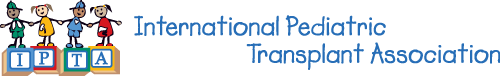 International Pediatric
Transplant Association
I P T A